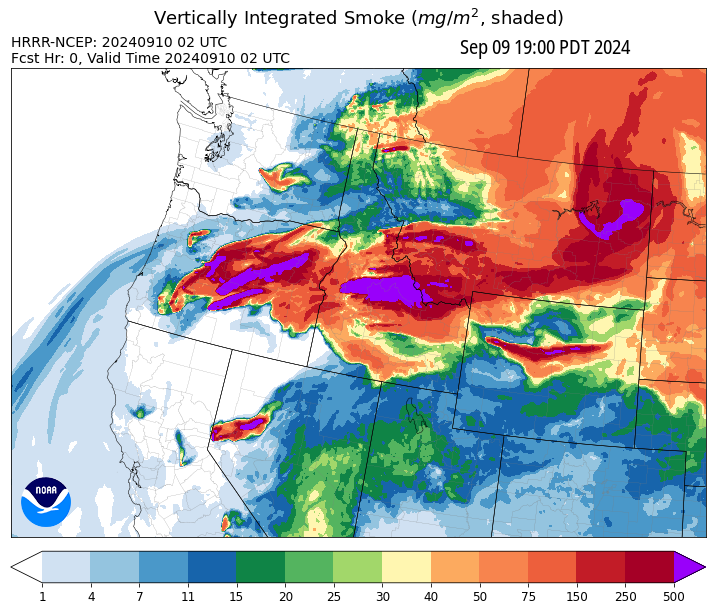 Vertically Integrated Smoke (mg/m², shaded)
HRRR-NCEP: 20240910 02 UTC
Sep 09 19:00 PDT 2024
Fcst Hr: 0, Valid Time 20240910 02 UTC
NOAA
1 4 7 11 15 20 25 30 40 50 75 150 250 500